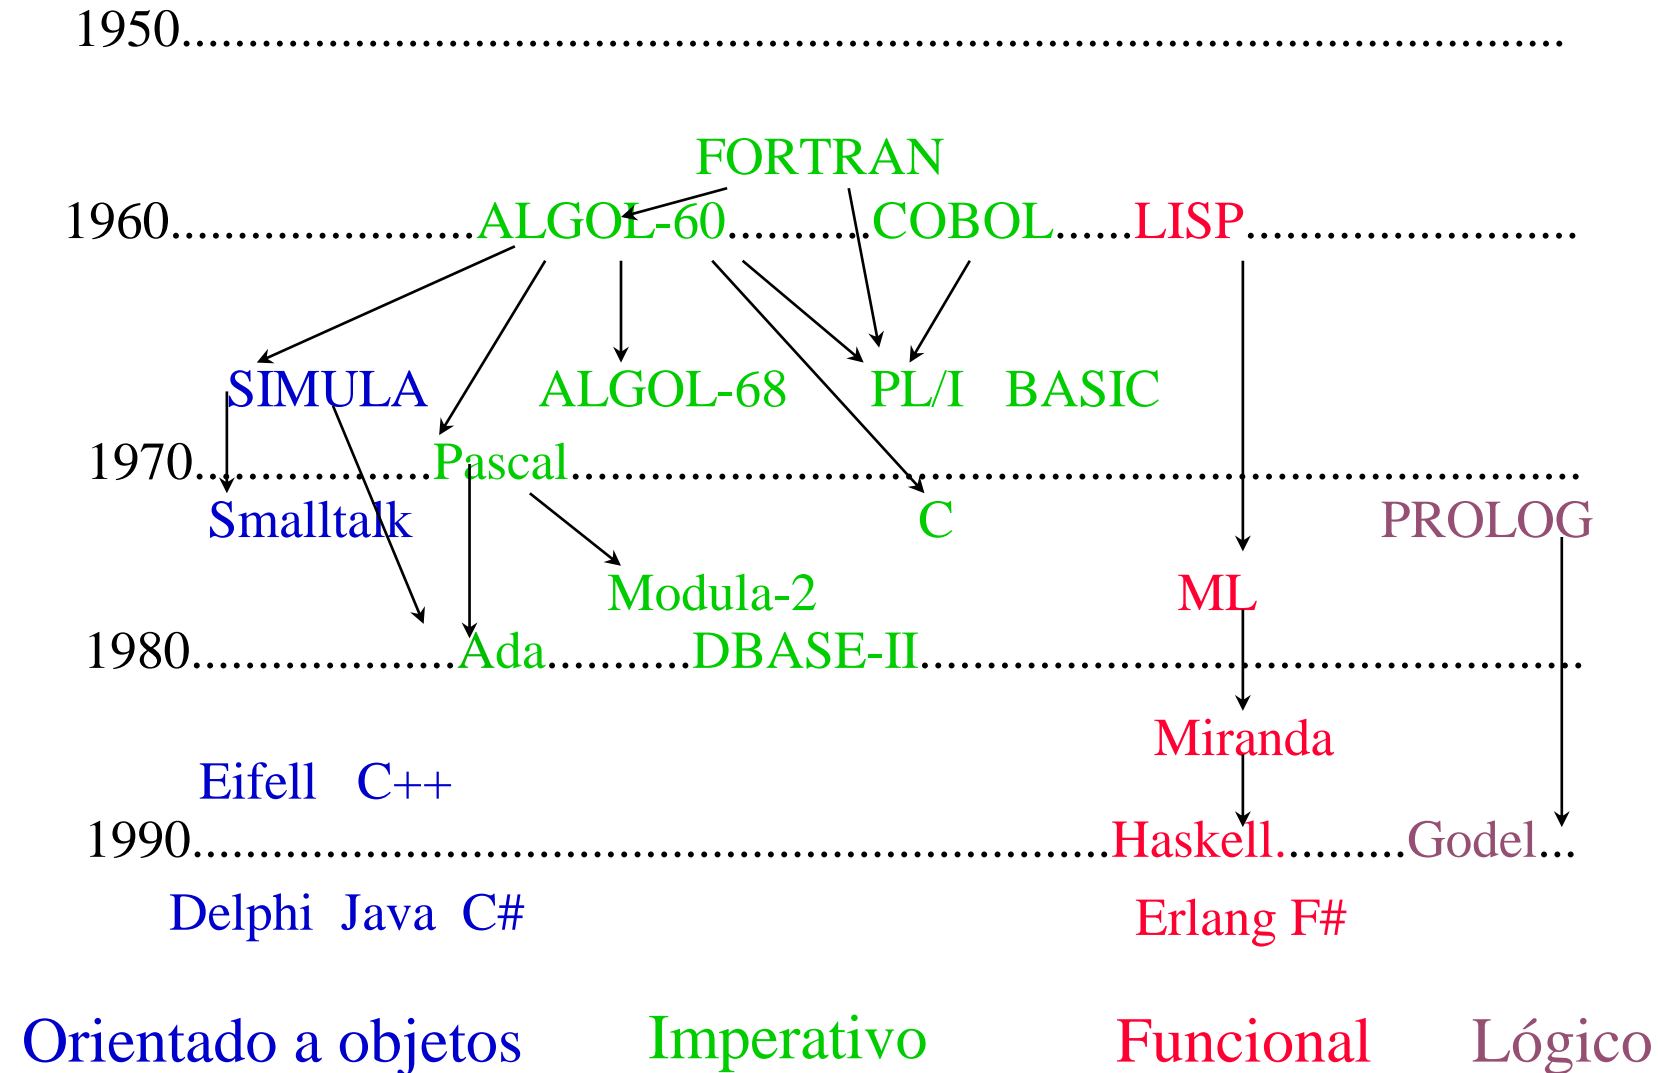 1950........................................................................................................
FORTRAN
1960.......................ALGOL-60...........COBOL......LISP.........................
SIMULA ALGOL-68 PL/I BASIC
1970..................Pascal.............................................................................
Smalltalk C PROLOG
Modula-2 ML
1980....................Ada...........DBASE-II..................................................
Miranda
Eifell C++
1990.....................................................................Haskell..........Godel...
Delphi Java C# Erlang F#
Orientado a objetos Imperativo Funcional Lógico